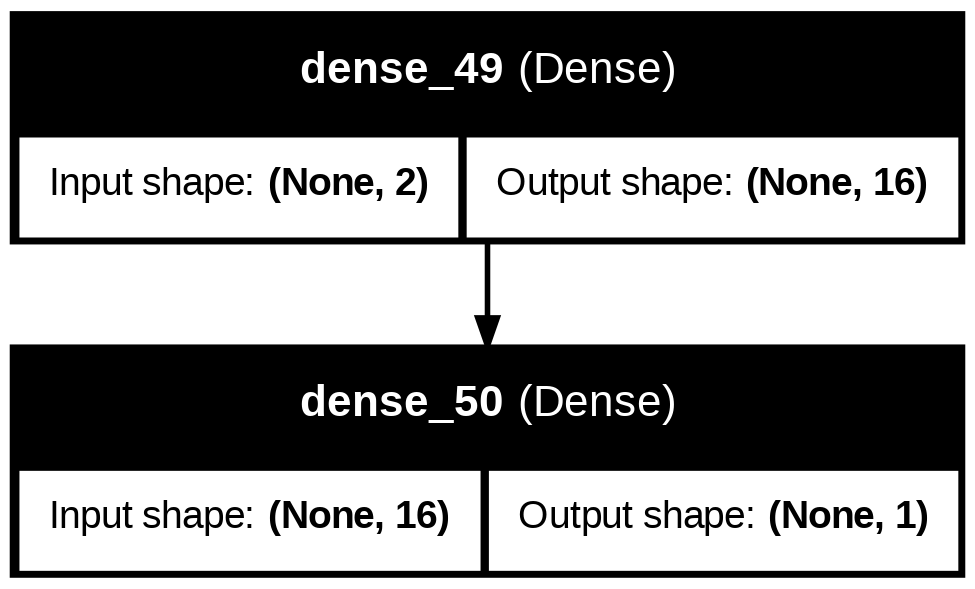 dense_49 (Dense)
Input shape: (None, 2) Output shape: (None, 16)
dense_50 (Dense)
Input shape: (None, 16) Output shape: (None, 1)